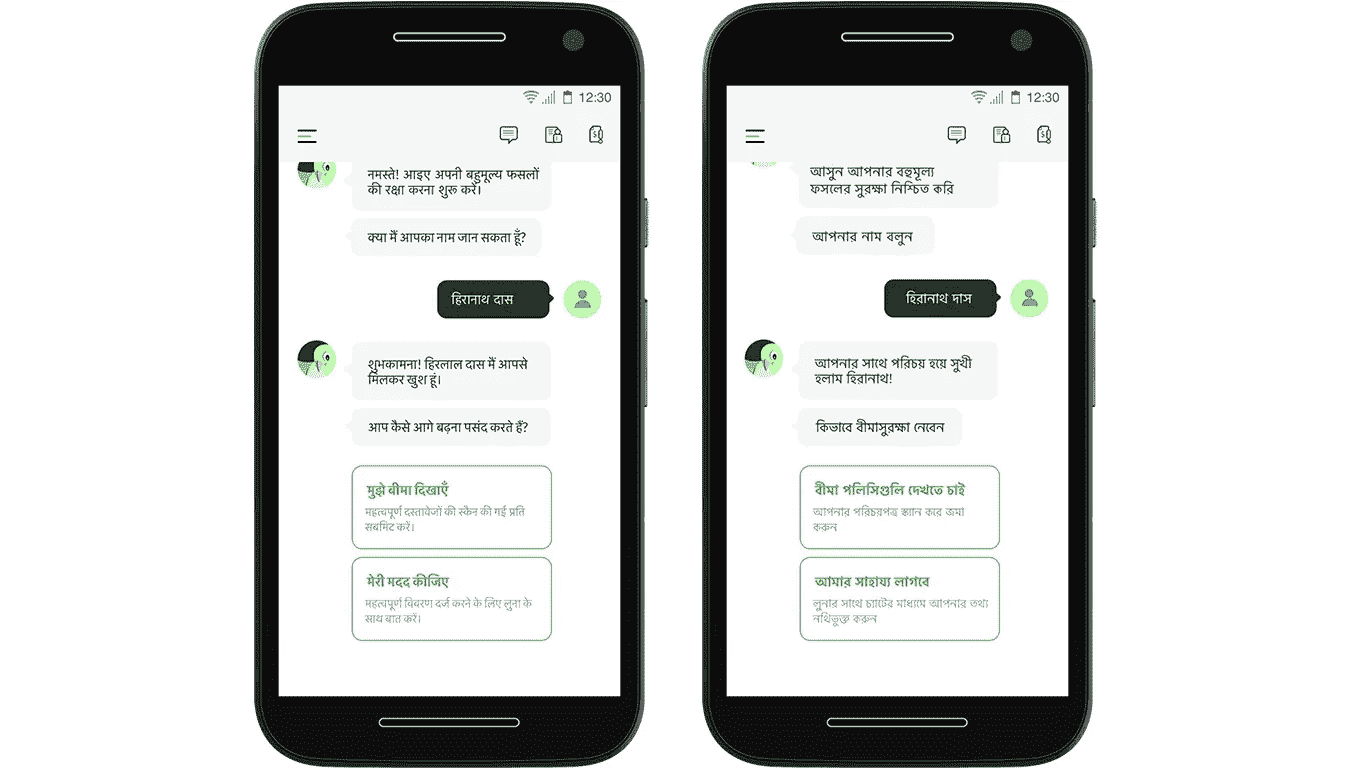 12:30
नमस्ते! आइए अपनी बहुमूल्य फसलों
की रक्षा करना शुरू करें।
क्या मैं आपका नाम जान सकता हूँ?
हिरानाथ दास
शुभकामना! हिरलाल दास मैं आपसे
मिलकर खुश हूं।
आप कैसे आगे बढ़ना पसंद करते हैं?
मुझे बीमा दिखाएँ
महत्वपूर्ण दस्तावेजों की स्कैन की गई प्रति
सबमिट करें।
मेरी मदद कीजिए
महत्वपूर्ण विवरण दर्ज करने के लिए लुना के
साथ बात करें।
12:30
আসুন আপনার বহুমূল্য
ফসলের সুরক্ষা নিশ্চিত করি
আপনার নাম বলুন
হিরানাথ দাস
আপনার সাথে পরিচয় হয়ে সুখী
হলাম হিরানাথ!
কিভাবে বীমাসুরক্ষা নেবেন
বীমা পলিসিগুলি দেখতে চাই
আপনার পরিচয়পত্র স্ক্যান করে জমা
করুন
আমার সাহায্য লাগবে
লুনার সাথে চ্যাটের মাধ্যমে আপনার তথ্য
নথিভুক্ত করুন